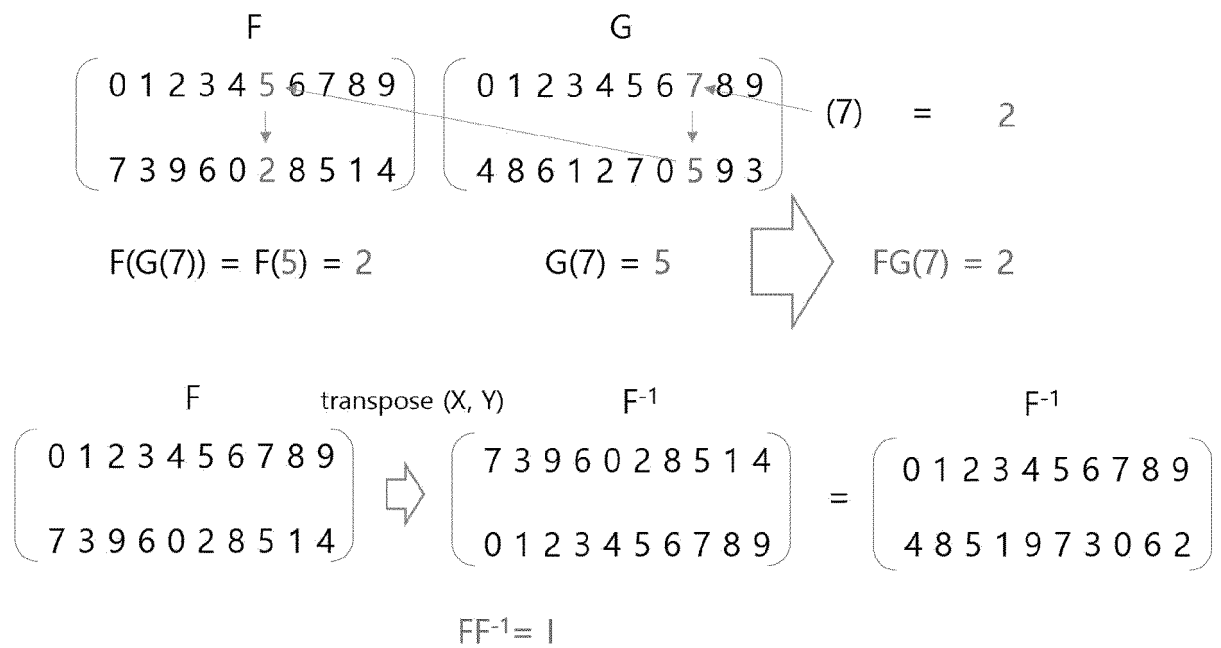 F G
0 1 2 3 4 5 6 7 8 9 0 1 2 3 4 5 6 7 8 9
(7) = 2
7 3 9 6 0 2 8 5 1 4 4 8 6 1 2 7 0 5 9 3
F(G(7)) = F(5) = 2 G(7) = 5 FG(7) = 2
F transpose (X, Y) F-1 F-1
0 1 2 3 4 5 6 7 8 9 7 3 9 6 0 2 8 5 1 4 0 1 2 3 4 5 6 7 8 9
=
7 3 9 6 0 2 8 5 1 4 0 1 2 3 4 5 6 7 8 9 4 8 5 1 9 7 3 0 6 2
FF-1= I